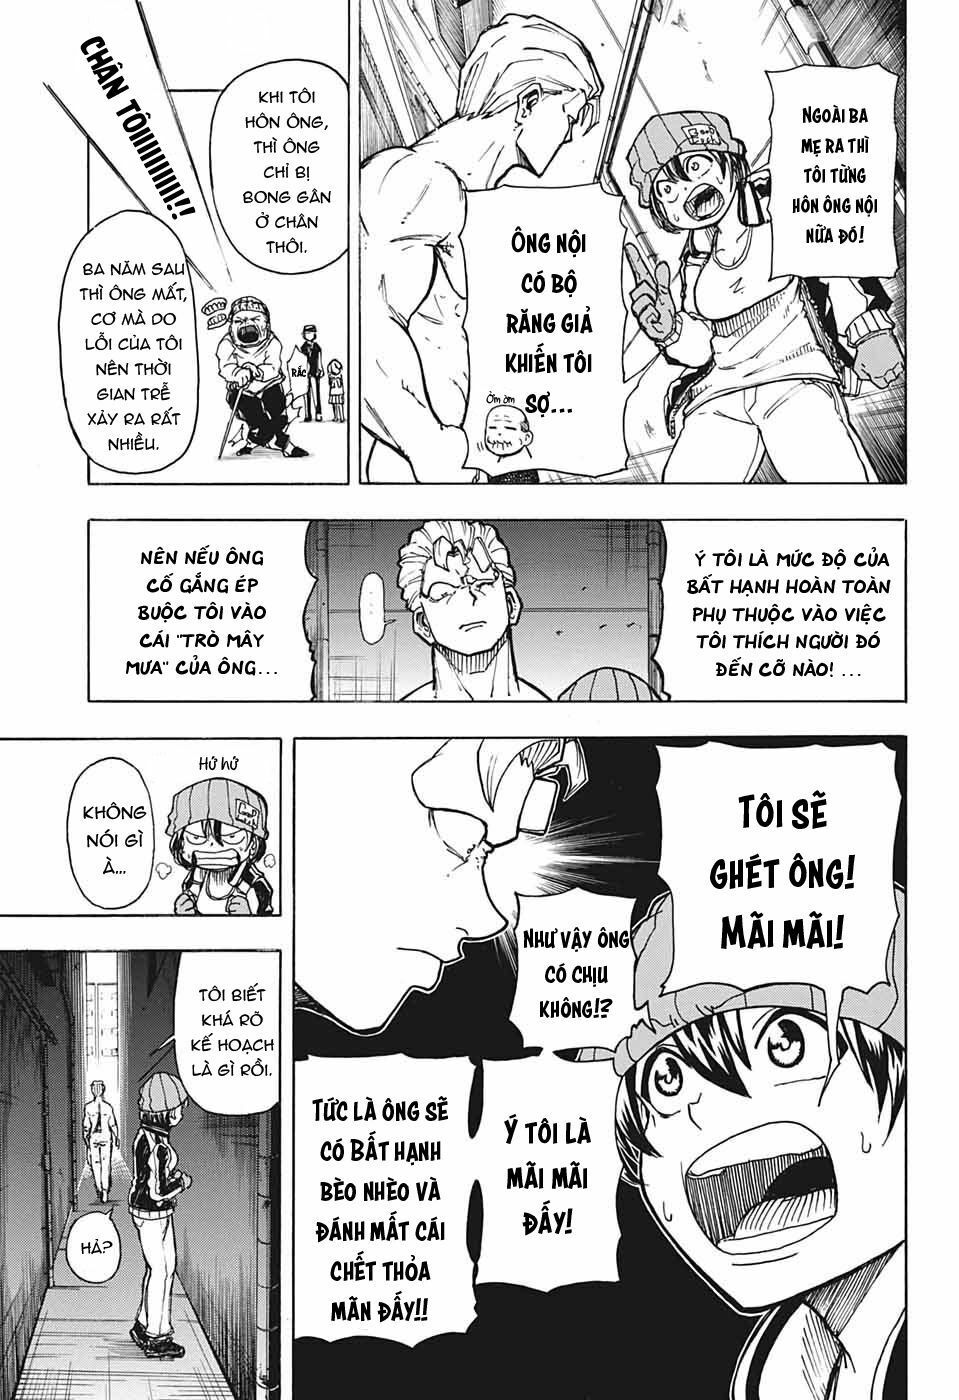 NGOÀI BA
MẸ RA THÌ
TÔI TỪNG
HÔN ÔNG NỘI
NỮA ĐÓ!
ÔNG NỘI
CÓ BỘ
RĂNG GIẢ
KHIẾN TÔI
SỢ...
Ờm ờm
KHI TÔI
HÔN ÔNG,
THÌ ÔNG
CHỈ BỊ
BONG GÂN
Ở CHÂN
THÔI.
CHÂN TÔIIIIIIIIII!!
RẮC
BA NĂM SAU
THÌ ÔNG MẤT,
CƠ MÀ DO
LỖI CỦA TÔI
NÊN THỜI
GIAN TRỄ
XẢY RA RẤT
NHIỀU.
Ý TÔI LÀ MỨC ĐỘ CỦA
BẤT HẠNH HOÀN TOÀN
PHỤ THUỘC VÀO VIỆC
TÔI THÍCH NGƯỜI ĐÓ
ĐẾN CỠ NÀO! ...
...
NÊN NẾU ÔNG
CỐ GẮNG ÉP
BUỘC TÔI VÀO
CÁI "TRÒ MÂY
MƯA" CỦA ÔNG...
TÔI SẼ
GHÉT ÔNG!
MÃI MÃI!
NHƯ VẬY ÔNG
CÓ CHỊU
KHÔNG!?
Ý TÔI LÀ
MÃI MÃI
ĐẤY!
TỨC LÀ ÔNG SẼ
CÓ BẤT HẠNH
BÈO NHÈO VÀ
ĐÁNH MẤT CÁI
CHẾT THỎA
MÃN ĐẤY!!
Hứ hứ
KHÔNG
NÓI GÌ
À...
TÔI BIẾT
KHÁ RÕ
KẾ HOẠCH
LÀ GÌ RỒI.
HẢ?